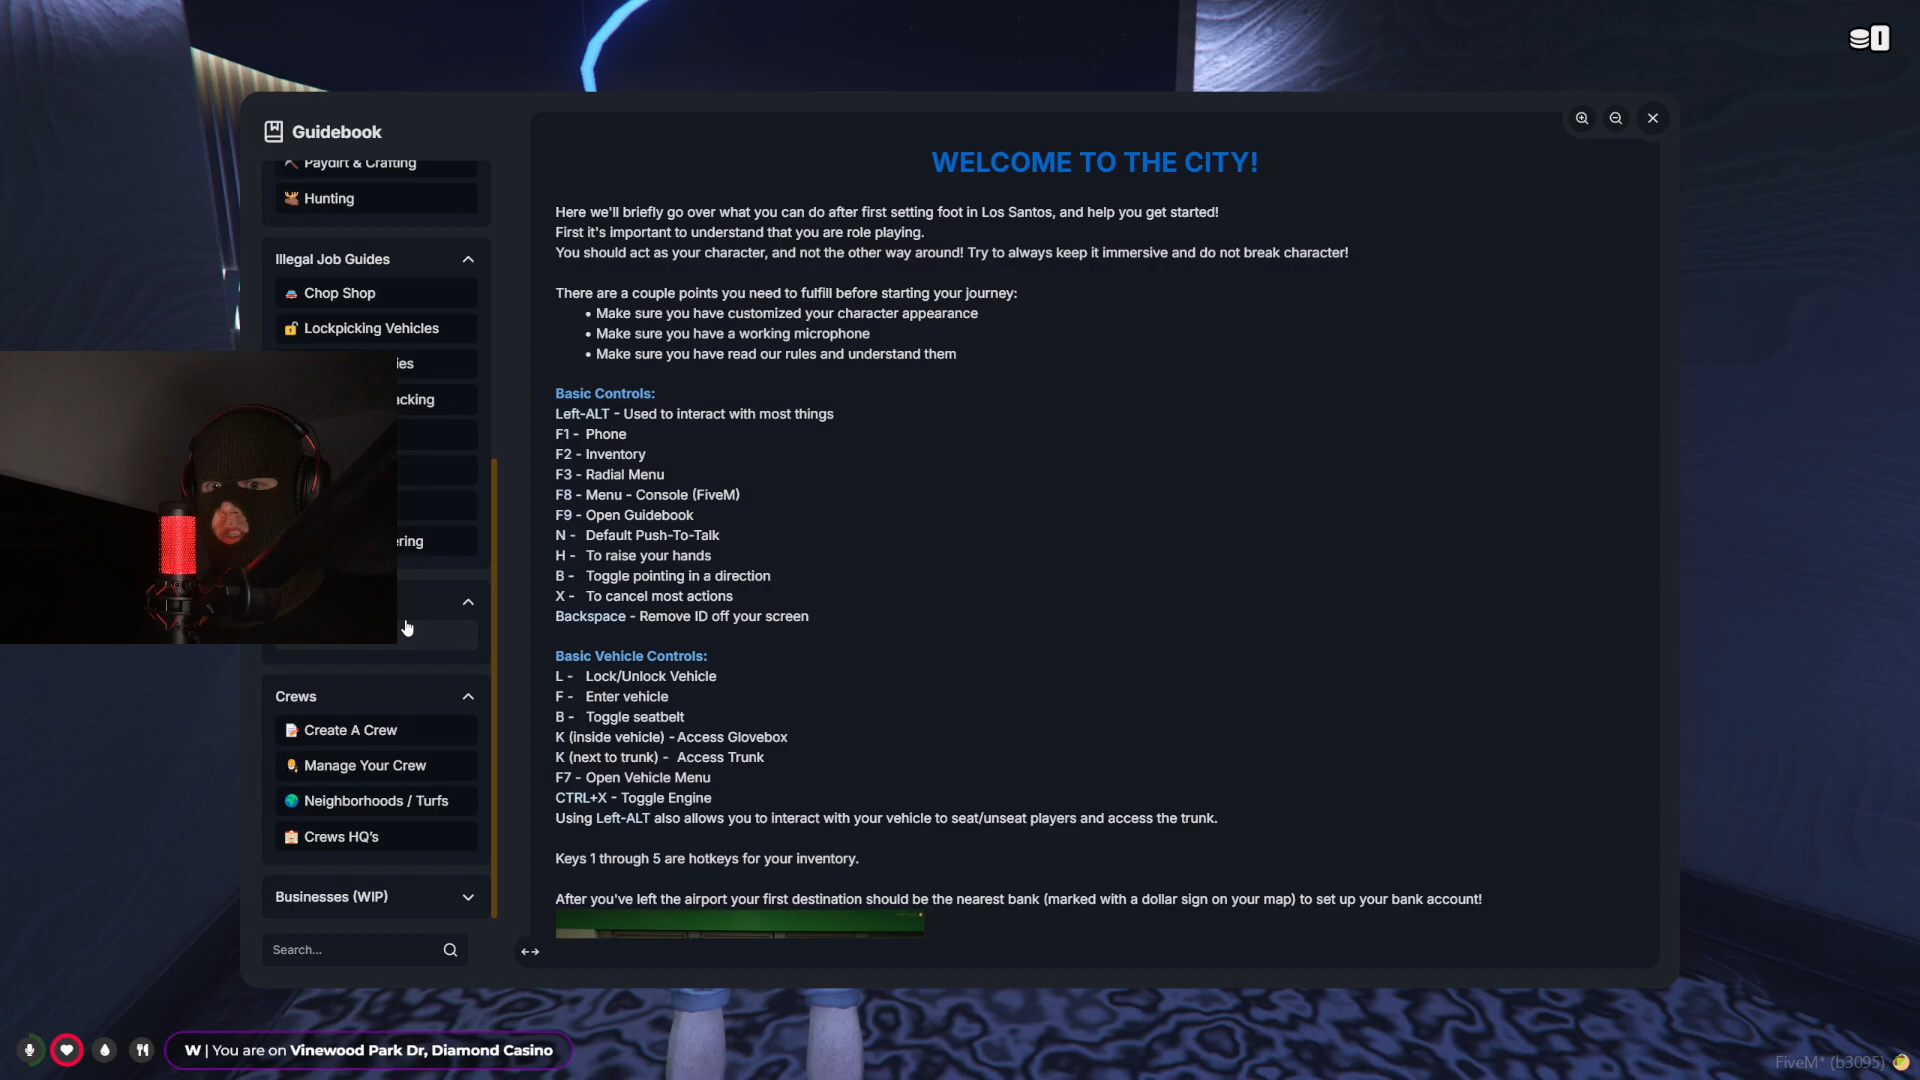 Guidebook
Paydirt & Crafting
Hunting
Illegal Job Guides
Chop Shop
Lockpicking Vehicles
Crews
Create A Crew
Manage Your Crew
Neighborhoods / Turfs
Crews HQ's
Businesses (WIP)
Search...
WELCOME TO THE CITY!
Here we'll briefly go over what you can do after first setting foot in Los Santos, and help you get started!
First it's important to understand that you are role playing.
You should act as your character, and not the other way around! Try to always keep it immersive and do not break character!
There are a couple points you need to fulfill before starting your journey:
• Make sure you have customized your character appearance
• Make sure you have a working microphone
• Make sure you have read our rules and understand them
Basic Controls:
Left-ALT - Used to interact with most things
F1 - Phone
F2 - Inventory
F3 - Radial Menu
F8 - Menu - Console (FiveM)
F9 - Open Guidebook
N - Default Push-To-Talk
H - To raise your hands
B - Toggle pointing in a direction
X - To cancel most actions
Backspace - Remove ID off your screen
Basic Vehicle Controls:
L - Lock/Unlock Vehicle
F - Enter vehicle
B - Toggle seatbelt
K (inside vehicle) - Access Glovebox
K (next to trunk) - Access Trunk
F7 - Open Vehicle Menu
CTRL+X - Toggle Engine
Using Left-ALT also allows you to interact with your vehicle to seat/unseat players and access the trunk.
Keys 1 through 5 are hotkeys for your inventory.
After you've left the airport your first destination should be the nearest bank (marked with a dollar sign on your map) to set up your bank account!
W | You are on Vinewood Park Dr, Diamond Casino
FiveM* (b3095)